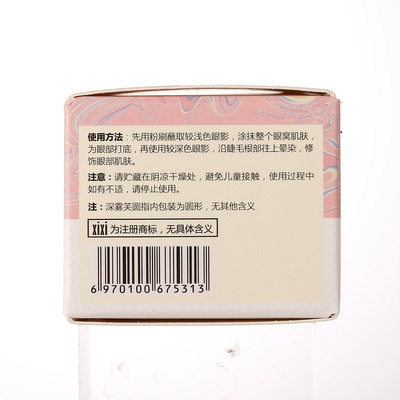 使用方法：先用粉刷蘸取较浅色眼影，涂抹整个眼窝肌肤，
为眼部打底，再使用较深色眼影，沿睫毛根部往上晕染，修
饰眼部肌肤。
注意：请贮藏在阴凉干燥处，避免儿童接触，使用过程中
如有不适，请停止使用。
注：深雾芙圆指内包装为圆形，无其他含义
xixi 为注册商标，无具体含义
6 970100 675313